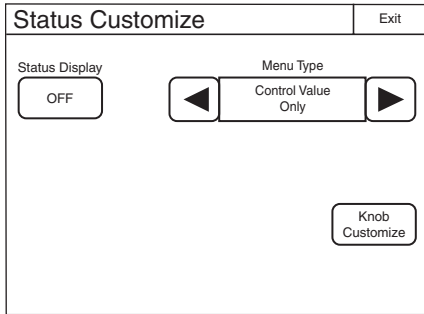 Status Customize
Exit
Status Display
Menu Type
OFF
Control Value
Only
Knob
Customize